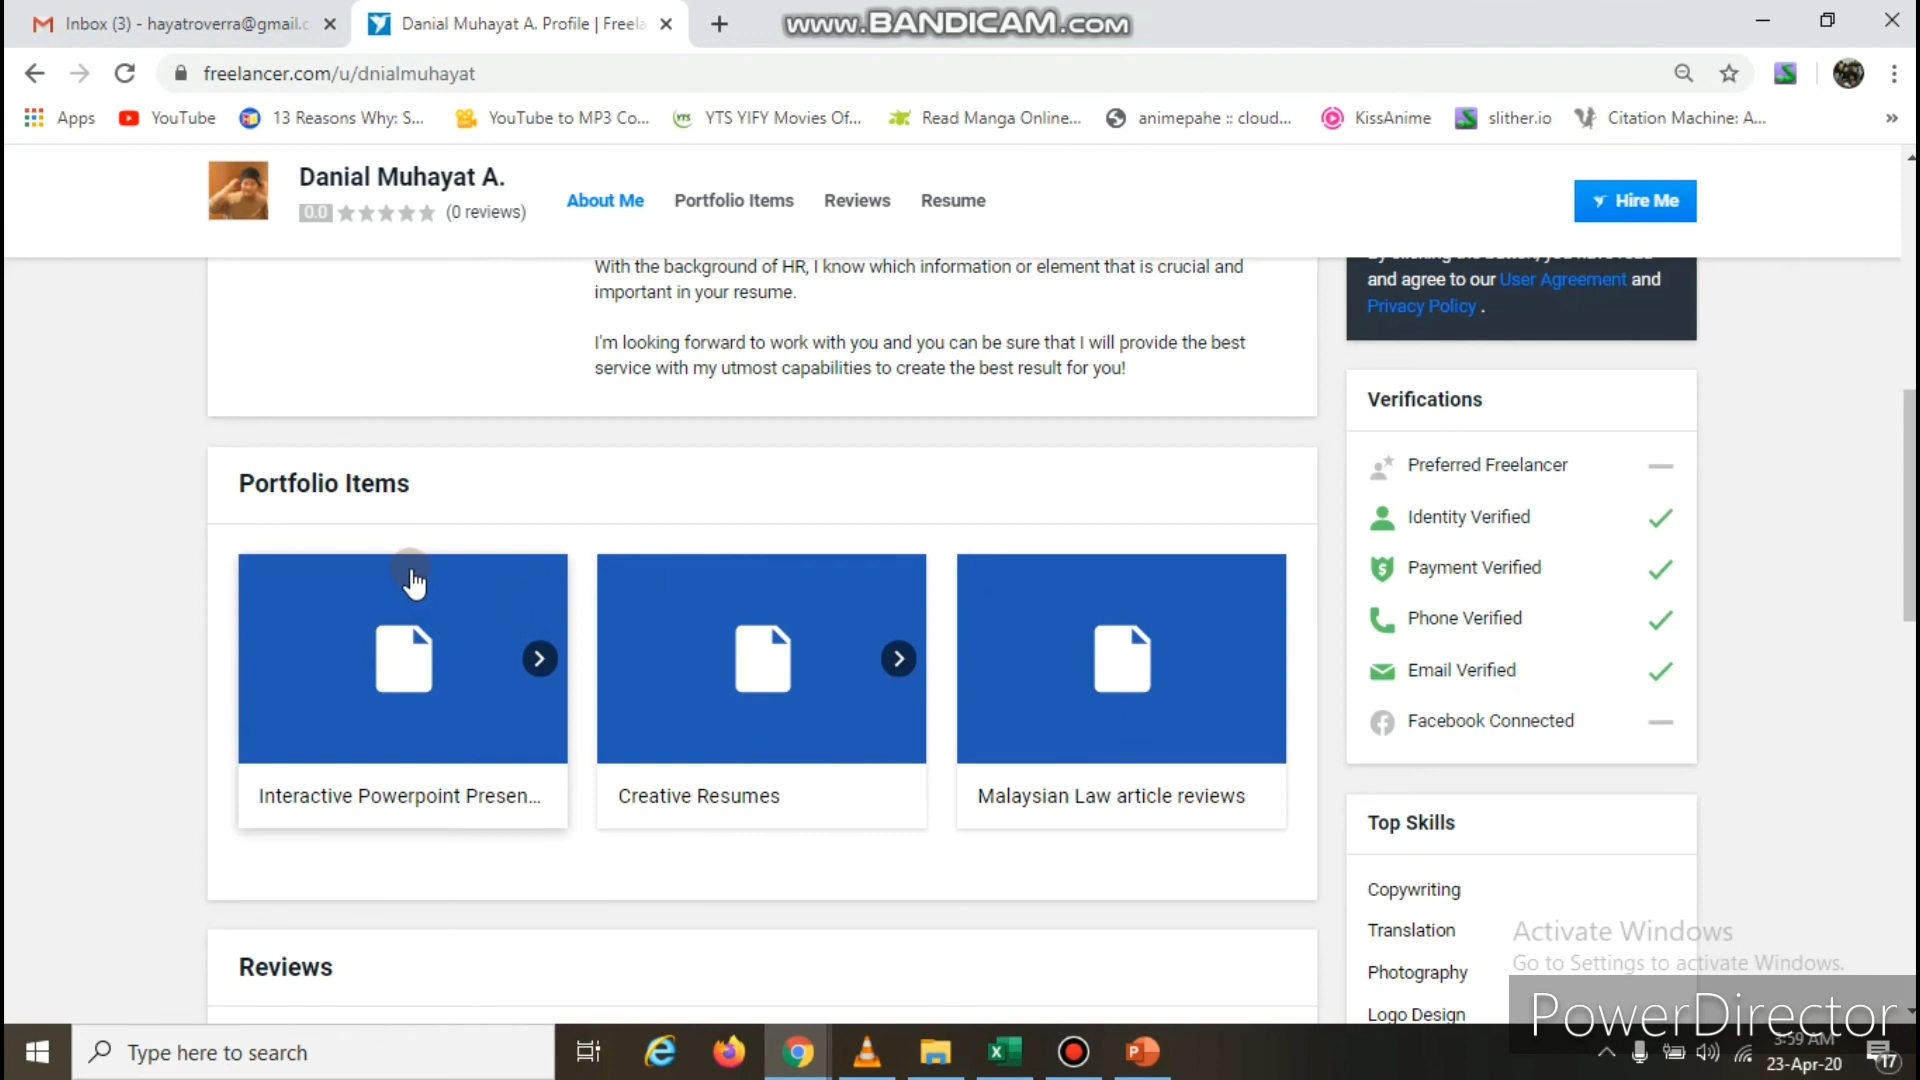 Inbox (3) - hayatroverra@gmail.c
Danial Muhayat A. Profile | Freela
www.BANDICAM.com
freelancer.com/u/dnialmuhayat
Apps
YouTube
13 Reasons Why: S...
YouTube to MP3 Co...
YTS YIFY Movies Of...
Read Manga Online...
animepahe :: cloud...
KissAnime
slither.io
Citation Machine: A...
»
Danial Muhayat A.
0.0 (0 reviews)
About Me
Portfolio Items
Reviews
Resume
Hire Me
With the background of HR, I know which information or element that is crucial and
important in your resume.
I'm looking forward to work with you and you can be sure that I will provide the best
service with my utmost capabilities to create the best result for you!
and agree to our User Agreement and
Privacy Policy .
Verifications
Preferred Freelancer
Identity Verified
Payment Verified
Phone Verified
Email Verified
Facebook Connected
Portfolio Items
Interactive Powerpoint Presen...
Creative Resumes
Malaysian Law article reviews
Top Skills
Copywriting
Translation
Photography
Logo Design
Reviews
Activate Windows
Go to Settings to activate Windows.
PowerDirector
Type here to search
3:59 AM
23-Apr-20
17